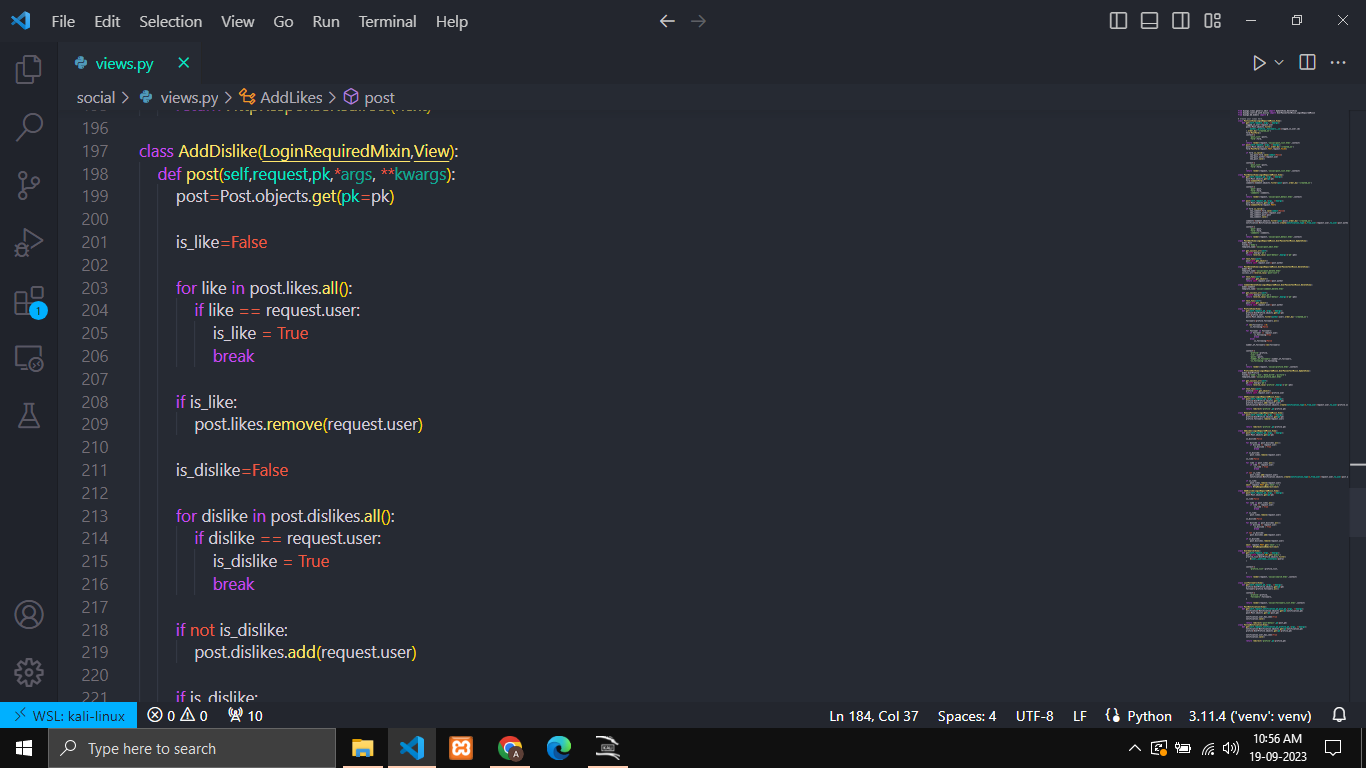 File Edit Selection View Go Run Terminal Help
views.py
social > views.py > AddLikes > post
196
197 class AddDislike(LoginRequiredMixin,View):
198 def post(self,request,pk,*args, **kwargs):
199 post=Post.objects.get(pk=pk)
200
201 is_like=False
202
203 for like in post.likes.all():
204 if like == request.user:
205 is_like = True
206 break
207
208 if is_like:
209 post.likes.remove(request.user)
210
211 is_dislike=False
212
213 for dislike in post.dislikes.all():
214 if dislike == request.user:
215 is_dislike = True
216 break
217
218 if not is_dislike:
219 post.dislikes.add(request.user)
220
221 if is_dislike:
1
WSL: kali-linux 0 0 10 Ln 184, Col 37 Spaces: 4 UTF-8 LF Python 3.11.4 ('venv': venv)
Type here to search
10:56 AM
19-09-2023